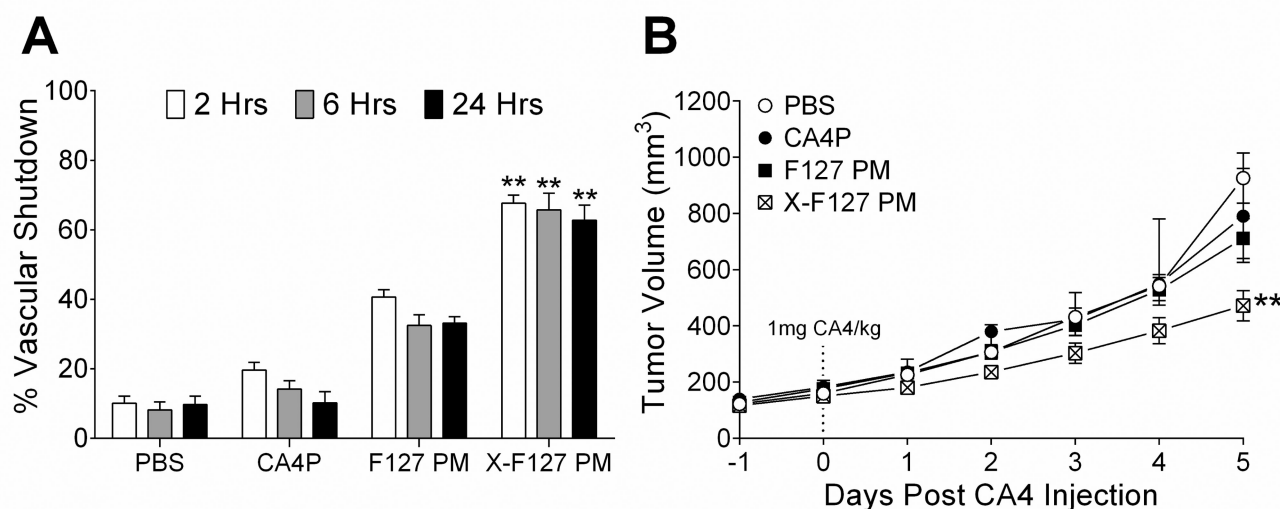 A
% Vascular Shutdown
100
80
60
40
20
0
2 Hrs 6 Hrs 24 Hrs
** ** **
PBS CA4P F127 PM X-F127 PM
B
Tumor Volume (mm³)
1200
1000
800
600
400
200
0
PBS
CA4P
F127 PM
X-F127 PM
1mg CA4/kg
**
-1 0 1 2 3 4 5
Days Post CA4 Injection